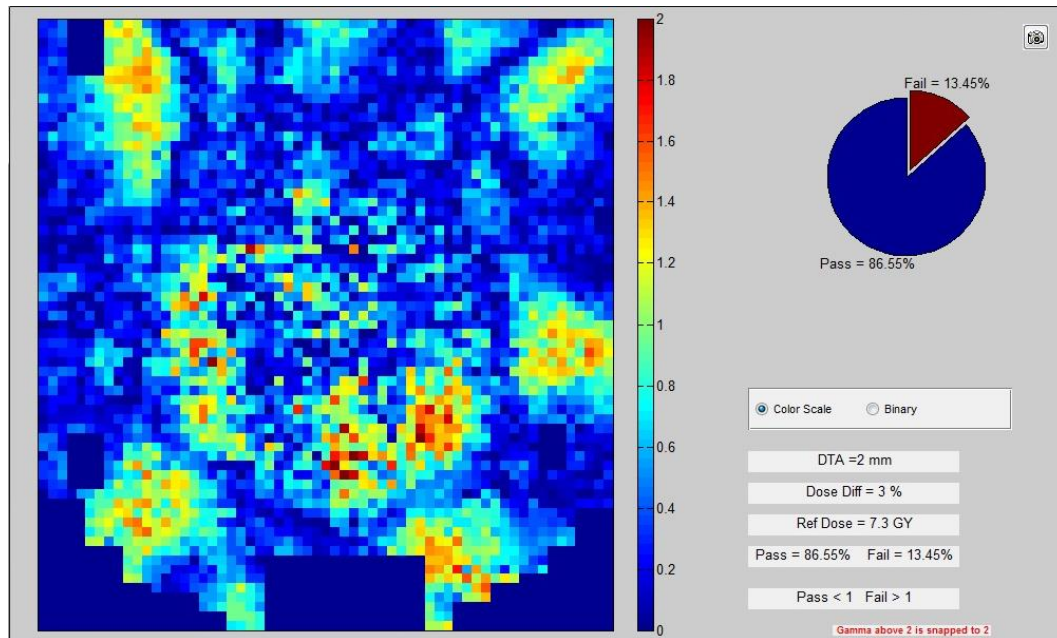 2
1.8
1.6
1.4
1.2
1
0.8
0.6
0.4
0.2
0
Fail = 13.45%
Pass = 86.55%
Color Scale Binary
DTA =2 mm
Dose Diff = 3 %
Ref Dose = 7.3 GY
Pass = 86.55% Fail = 13.45%
Pass < 1 Fail > 1
Gamma above 2 is snapped to 2